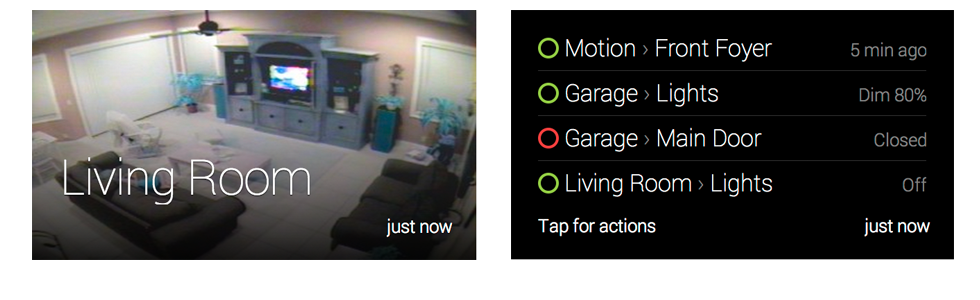 Living Room
just now
Motion › Front Foyer 5 min ago
Garage › Lights Dim 80%
Garage › Main Door Closed
Living Room › Lights Off
Tap for actions just now